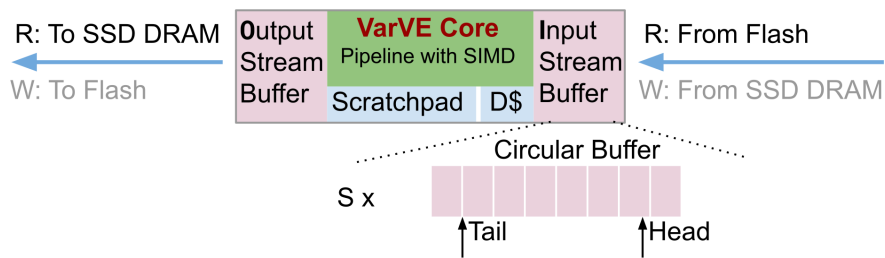 R: To SSD DRAM
W: To Flash
Output
Stream
Buffer
VarVE Core
Pipeline with SIMD
Scratchpad
D$
Input
Stream
Buffer
R: From Flash
W: From SSD DRAM
Circular Buffer
S x
Tail
Head